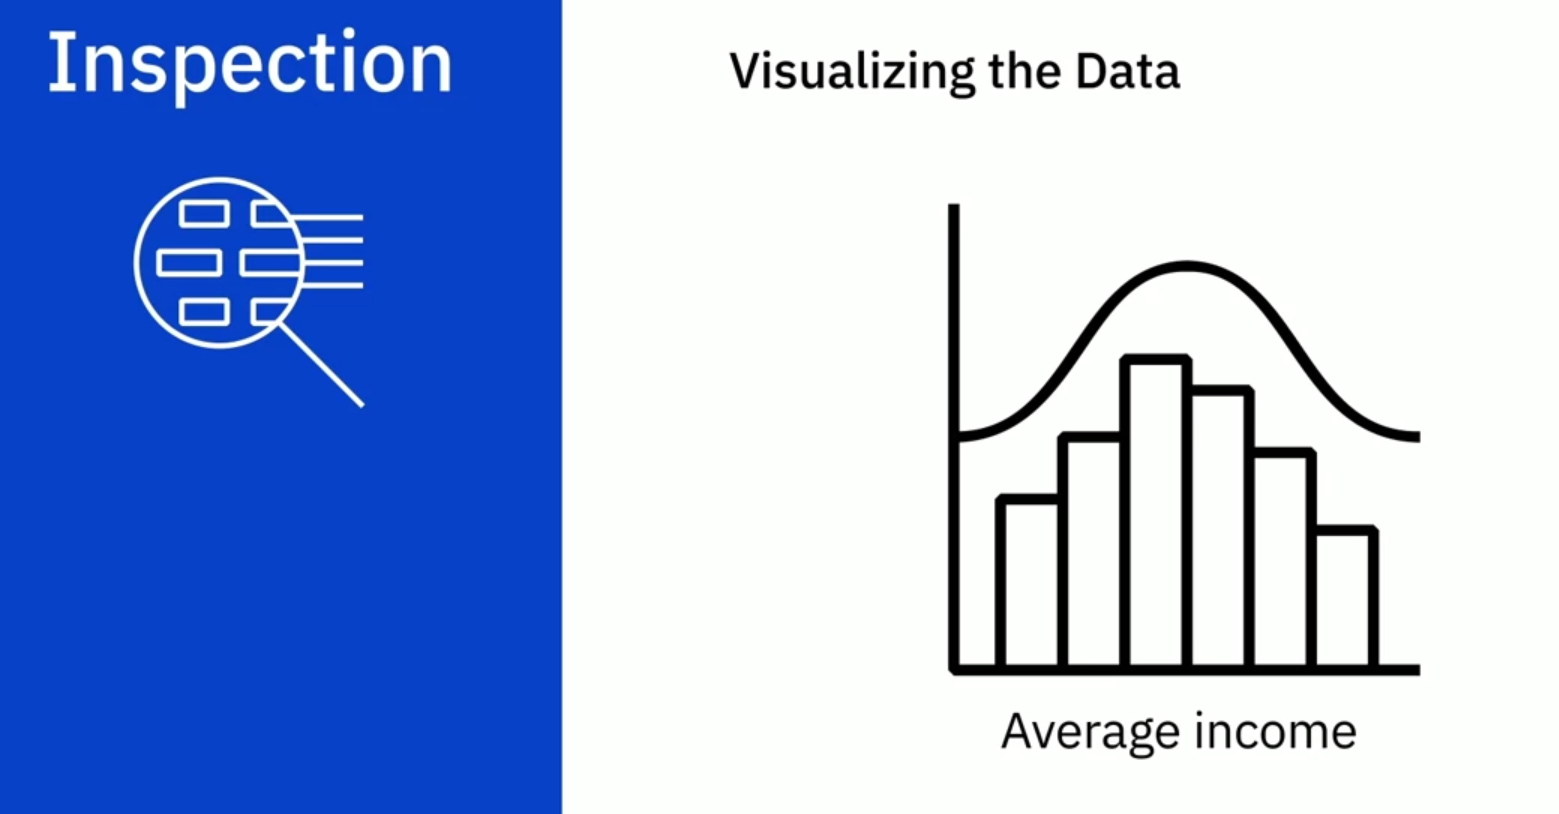 Inspection
Visualizing the Data
Average income